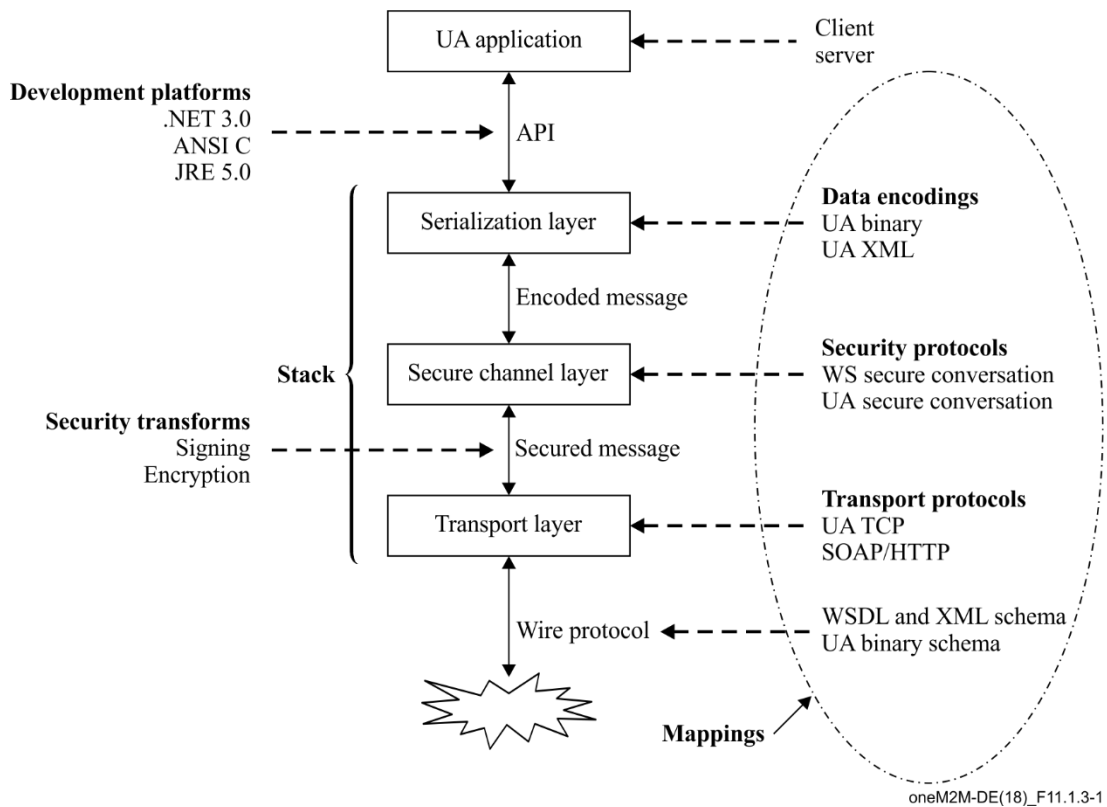 UA application
Client
server
Development platforms
.NET 3.0
ANSI C
JRE 5.0
API
Serialization layer
Data encodings
UA binary
UA XML
Encoded message
Stack
Secure channel layer
Security protocols
WS secure conversation
UA secure conversation
Security transforms
Signing
Encryption
Secured message
Transport layer
Transport protocols
UA TCP
SOAP/HTTP
Wire protocol
WSDL and XML schema
UA binary schema
Mappings
oneM2M-DE(18)_F11.1.3-1